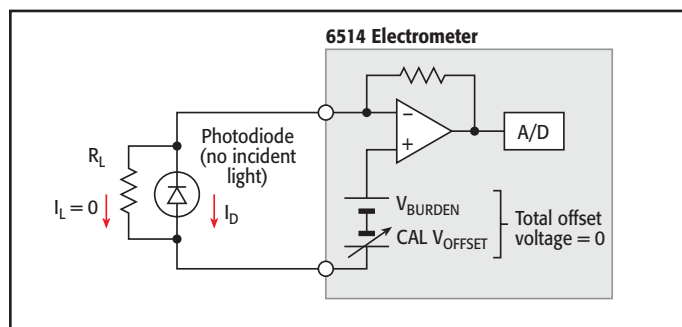 6514 Electrometer
Photodiode
(no incident
light)
R_L
I_L = 0
I_D
−
+
A/D
V_BURDEN
CAL V_OFFSET
Total offset
voltage = 0